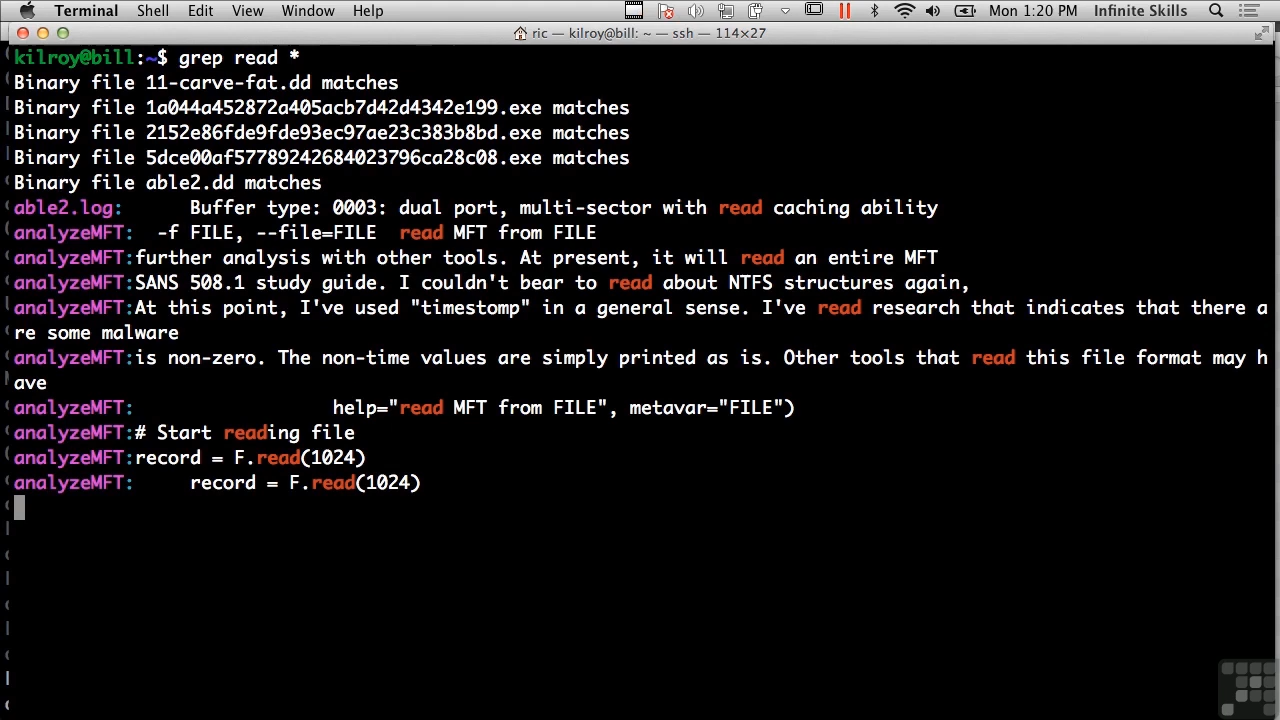 Terminal Shell Edit View Window Help Mon 1:20 PM Infinite Skills
ric — kilroy@bill: ~ — ssh — 114×27
kilroy@bill:~$ grep read *
Binary file 11-carve-fat.dd matches
Binary file 1a044a452872a405acb7d42d4342e199.exe matches
Binary file 2152e86fde9fde93ec97ae23c383b8bd.exe matches
Binary file 5dce00af57789242684023796ca28c08.exe matches
Binary file able2.dd matches
able2.log:      Buffer type: 0003: dual port, multi-sector with read caching ability
analyzeMFT:  -f FILE, --file=FILE  read MFT from FILE
analyzeMFT:further analysis with other tools. At present, it will read an entire MFT
analyzeMFT:SANS 508.1 study guide. I couldn't bear to read about NTFS structures again,
analyzeMFT:At this point, I've used "timestomp" in a general sense. I've read research that indicates that there a
re some malware
analyzeMFT:is non-zero. The non-time values are simply printed as is. Other tools that read this file format may h
ave
analyzeMFT:                  help="read MFT from FILE", metavar="FILE")
analyzeMFT:# Start reading file
analyzeMFT:record = F.read(1024)
analyzeMFT:     record = F.read(1024)